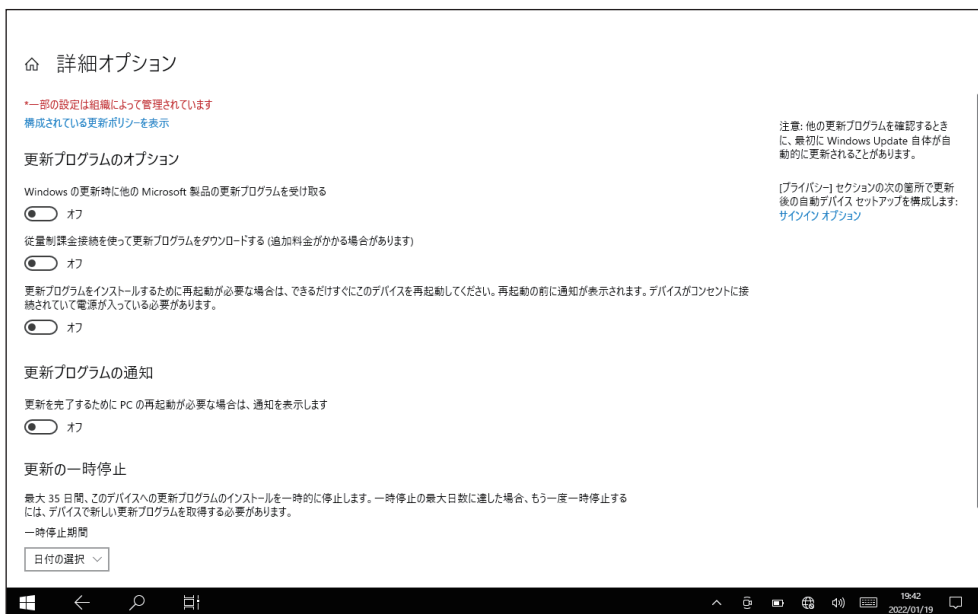 詳細オプション
*一部の設定は組織によって管理されています
構成されている更新ポリシーを表示
更新プログラムのオプション
Windows の更新時に他の Microsoft 製品の更新プログラムを受け取る
オフ
従量制課金接続を使って更新プログラムをダウンロードする (追加料金がかかる場合があります)
オフ
更新プログラムをインストールするために再起動が必要な場合は、できるだけすぐにこのデバイスを再起動してください。再起動の前に通知が表示されます。デバイスがコンセントに接
続されていて電源が入っている必要があります。
オフ
更新プログラムの通知
更新を完了するために PC の再起動が必要な場合は、通知を表示します
オフ
更新の一時停止
最大 35 日間、このデバイスへの更新プログラムのインストールを一時的に停止します。一時停止の最大日数に達した場合、もう一度一時停止する
には、デバイスで新しい更新プログラムを取得する必要があります。
一時停止期間
日付の選択
注意: 他の更新プログラムを確認するとき
に、最初に Windows Update 自体が自
動的に更新されることがあります。
[プライバシー] セクションの次の箇所で更新
後の自動デバイス セットアップを構成します:
サインイン オプション
19:42
2022/01/19